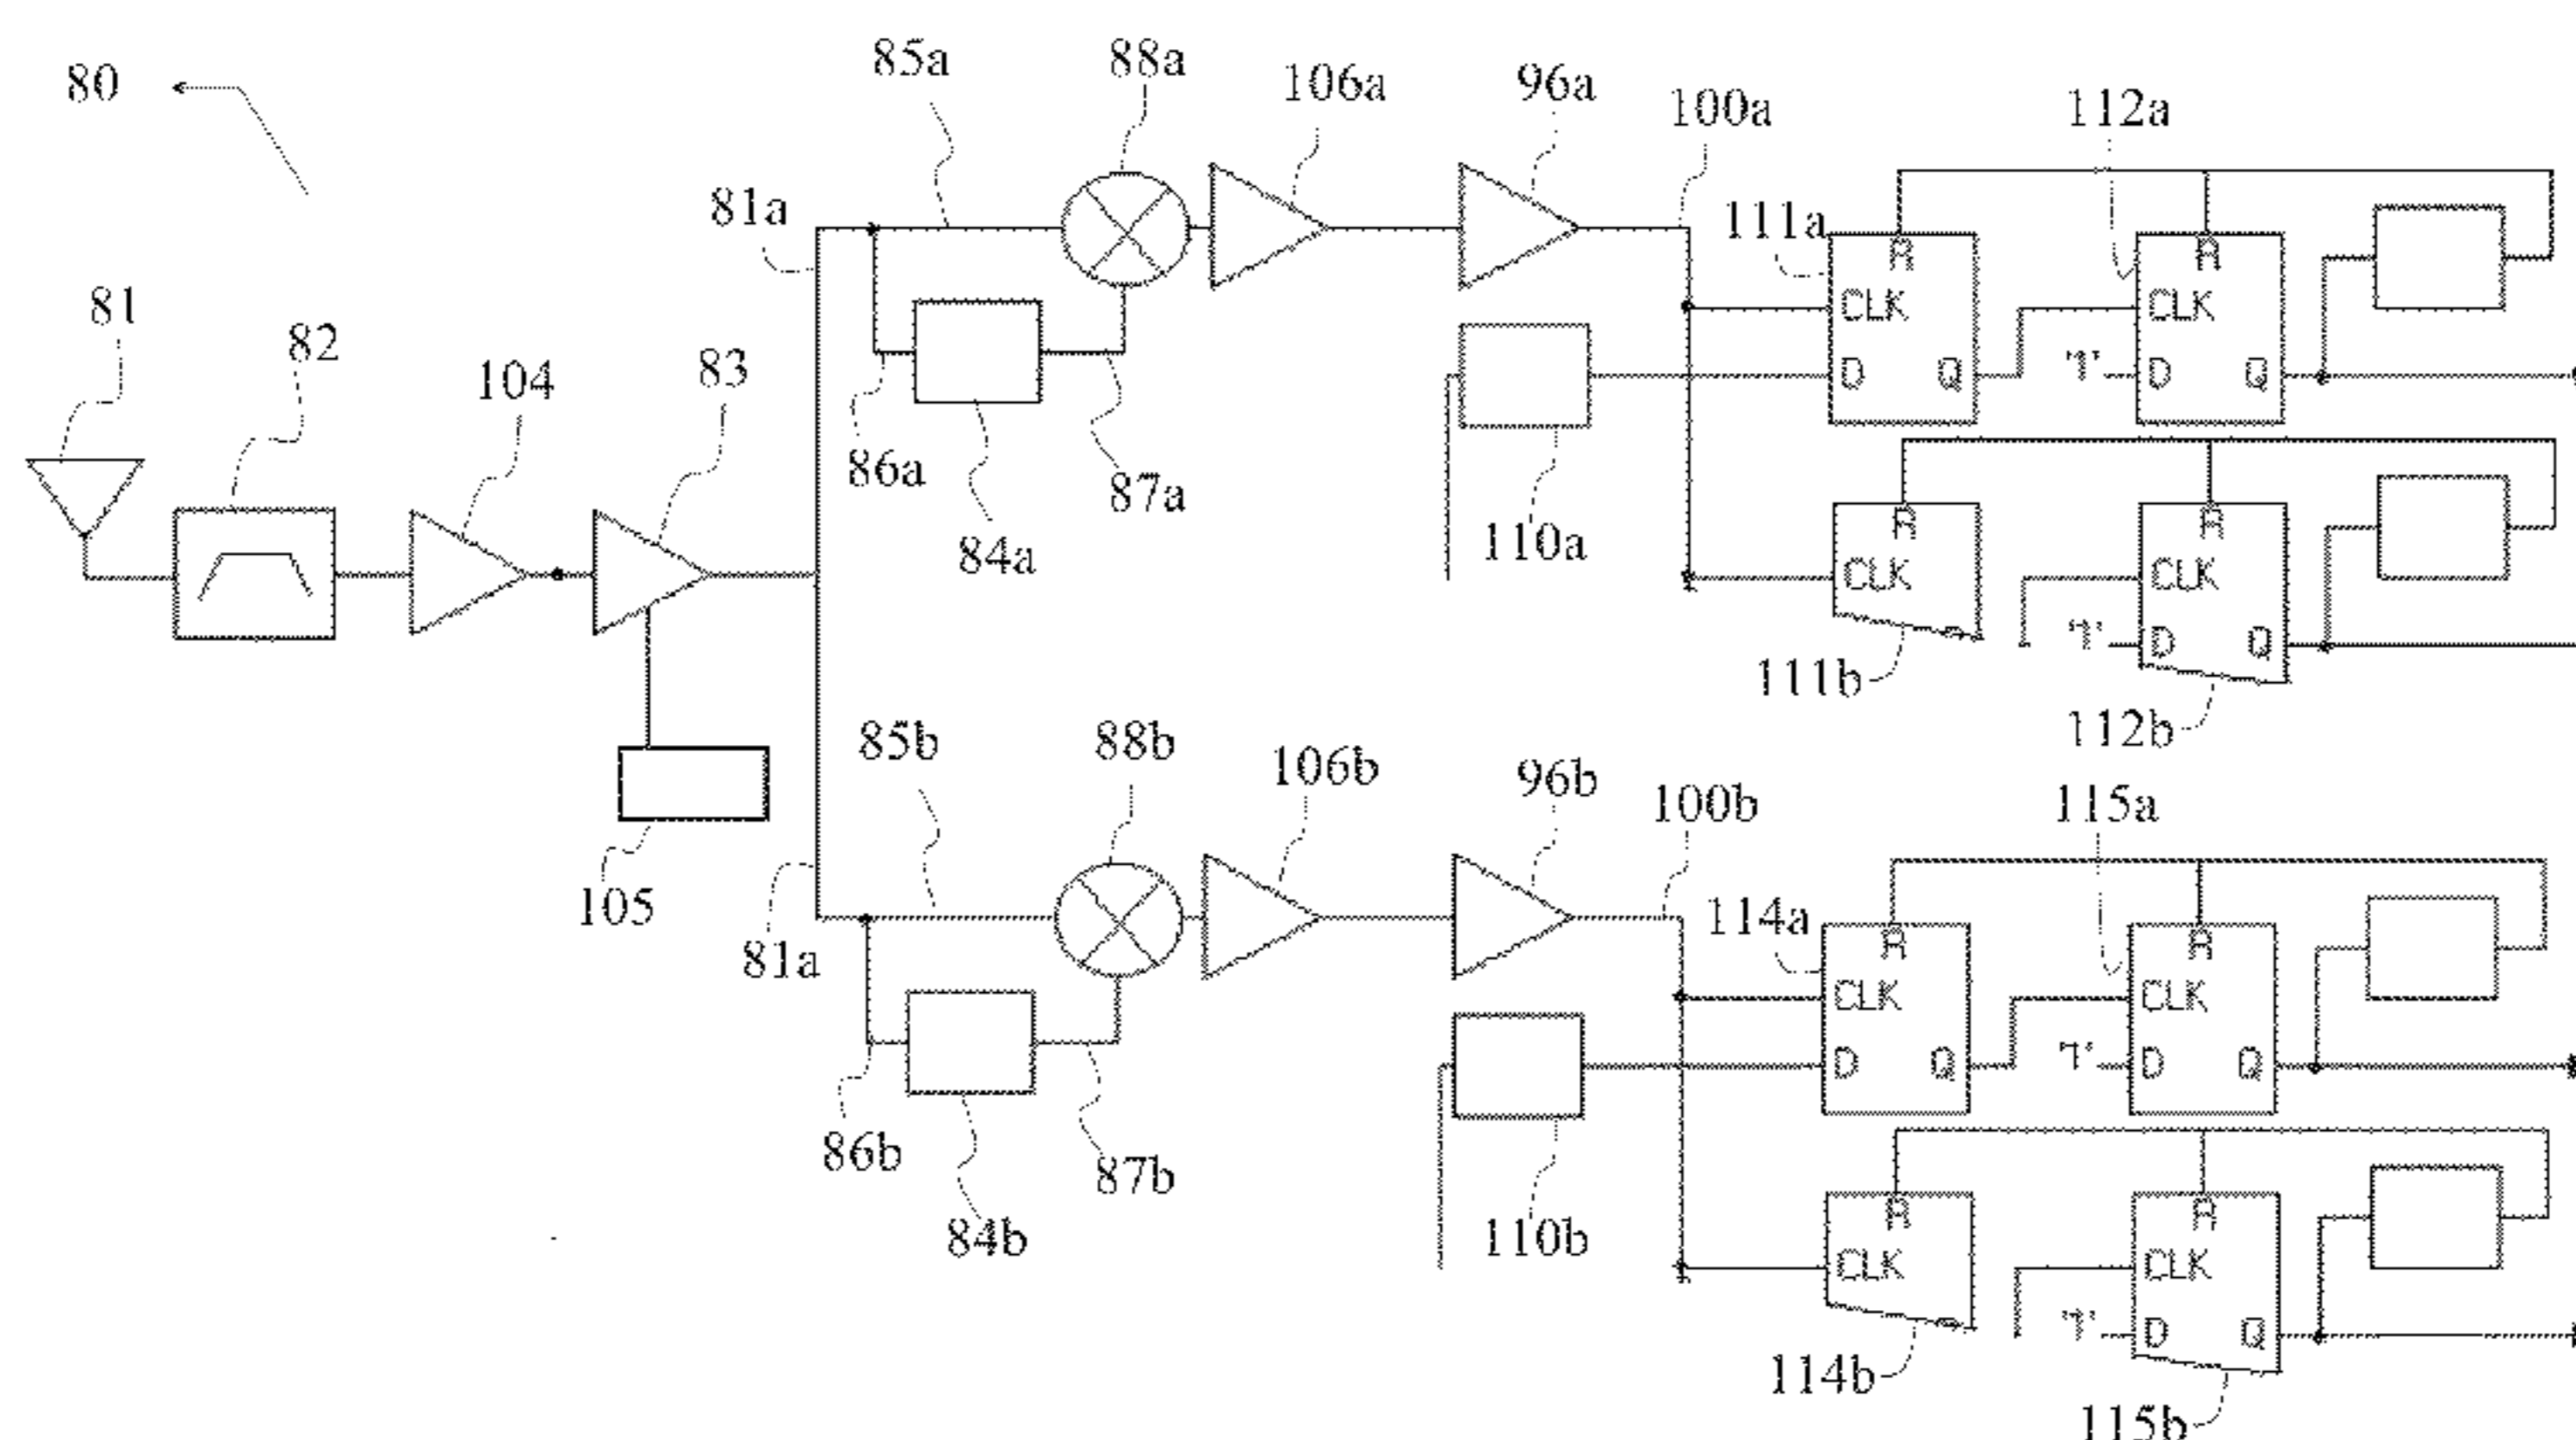 80
85a
88a
106a
96a
100a
112a
81a
111a
81
82
104
83
R
R
CLK
CLK
D
Q
"1"
D
Q
86a
87a
84a
110a
R
R
CLK
CLK
"1"
D
Q
111b
112b
85b
88b
106b
96b
100b
115a
105
81a
114a
R
R
CLK
CLK
D
Q
"1"
D
Q
86b
87b
84b
110b
R
R
CLK
CLK
"1"
D
Q
114b
115b